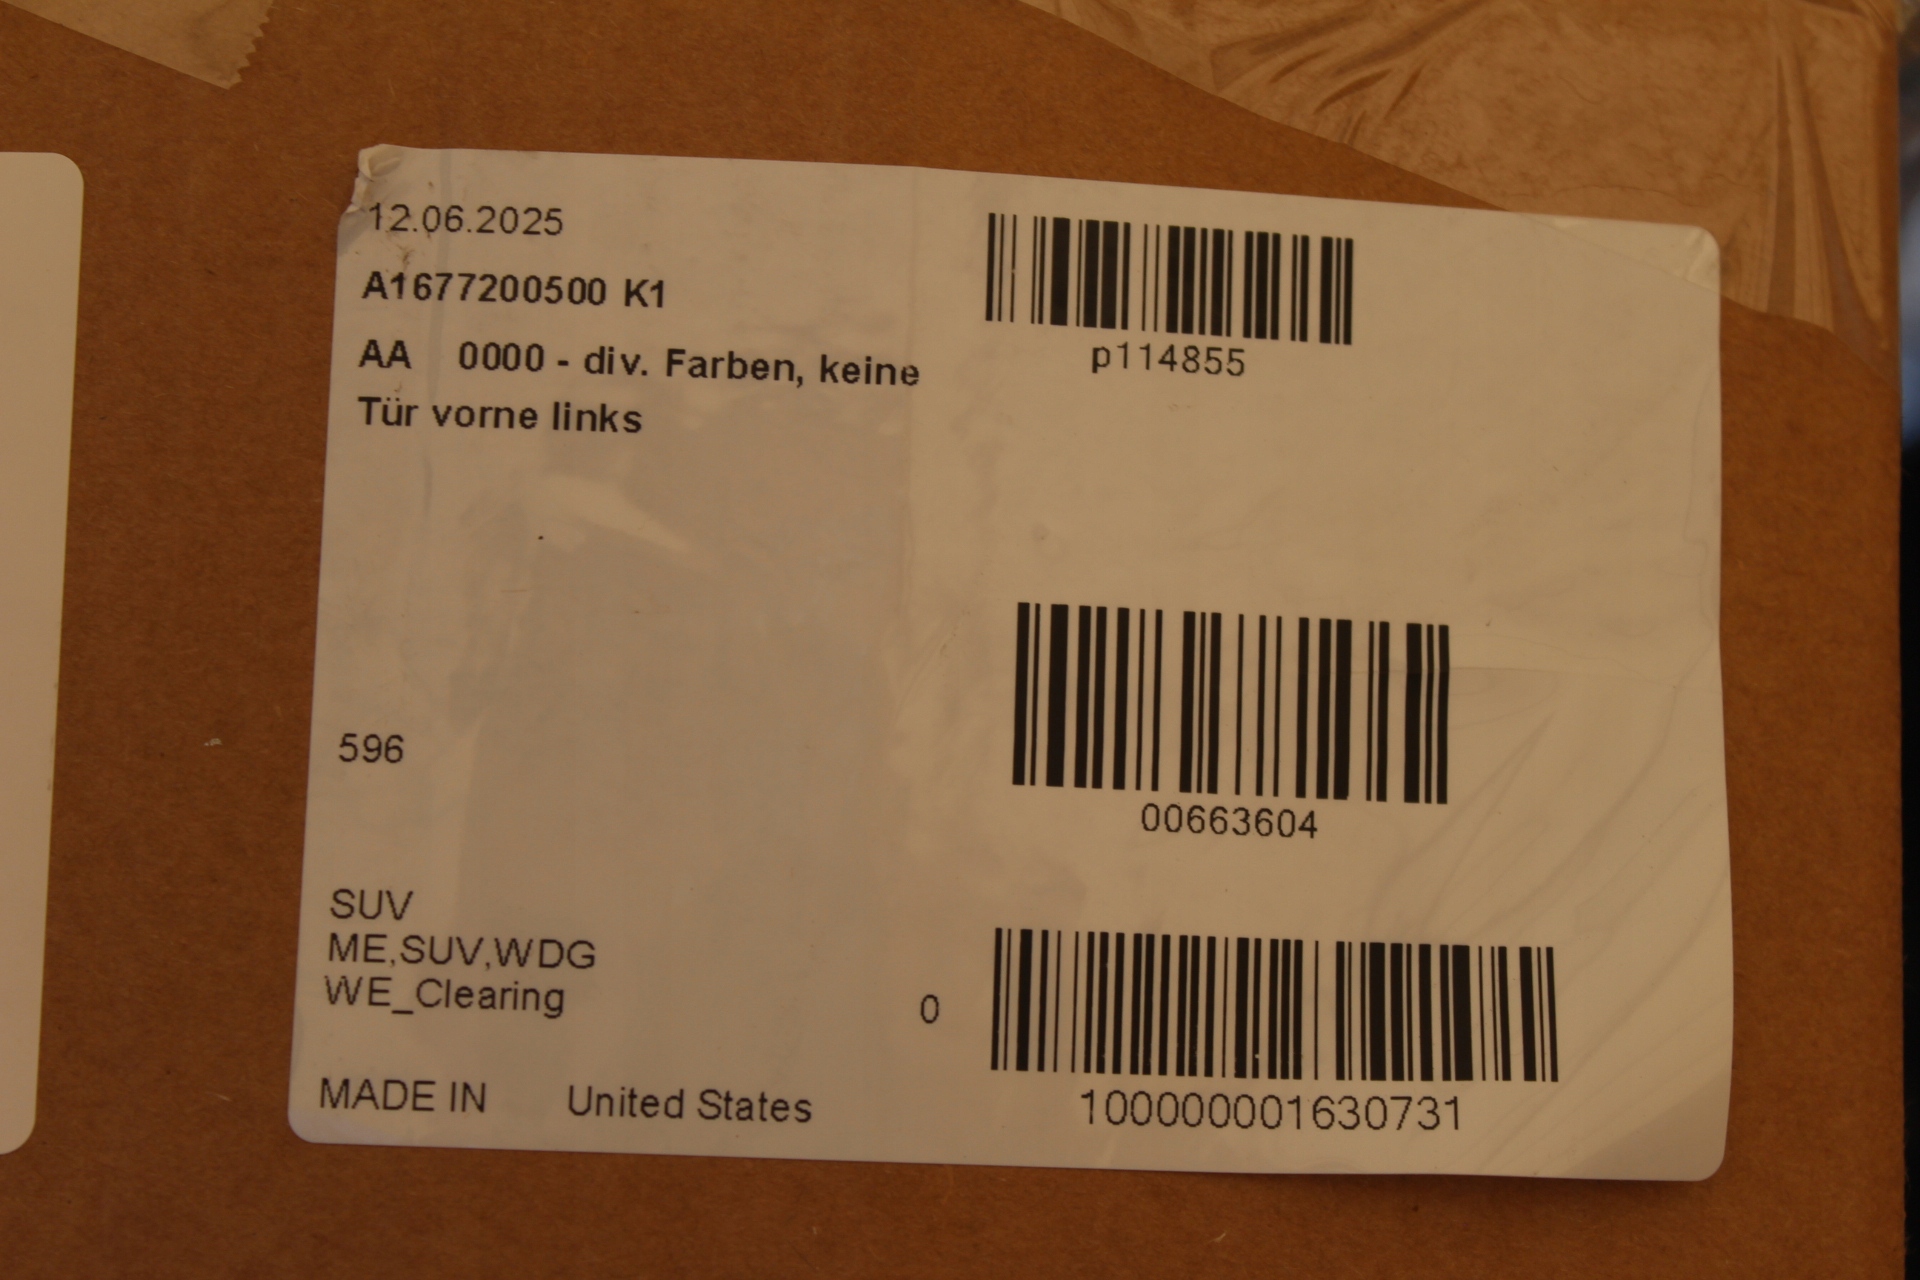 12.06.2025
A1677200500 K1
AA 0000 - div. Farben, keine
Tür vorne links
p114855
596
00663604
SUV
ME,SUV,WDG
WE_Clearing
0
100000001630731
MADE IN United States